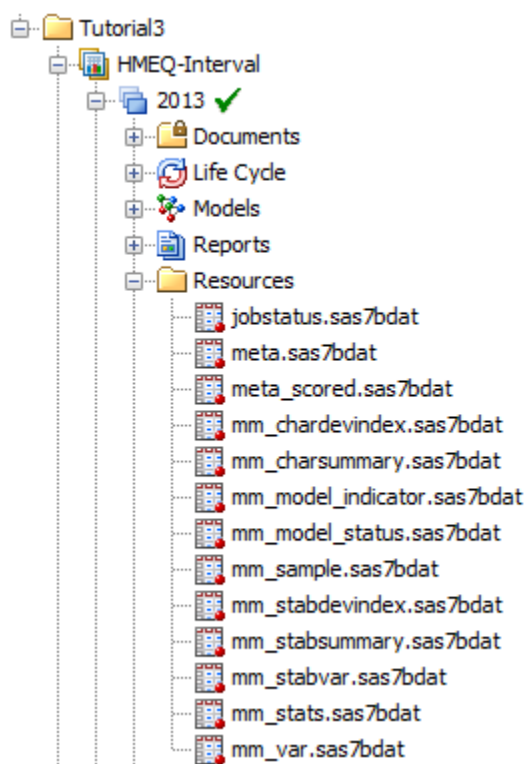 Tutorial3
HMEQ-Interval
2013
Documents
Life Cycle
Models
Reports
Resources
jobstatus.sas7bdat
meta.sas7bdat
meta_scored.sas7bdat
mm_chardevindex.sas7bdat
mm_charsummary.sas7bdat
mm_model_indicator.sas7bdat
mm_model_status.sas7bdat
mm_sample.sas7bdat
mm_stabdevindex.sas7bdat
mm_stabsummary.sas7bdat
mm_stabvar.sas7bdat
mm_stats.sas7bdat
mm_var.sas7bdat